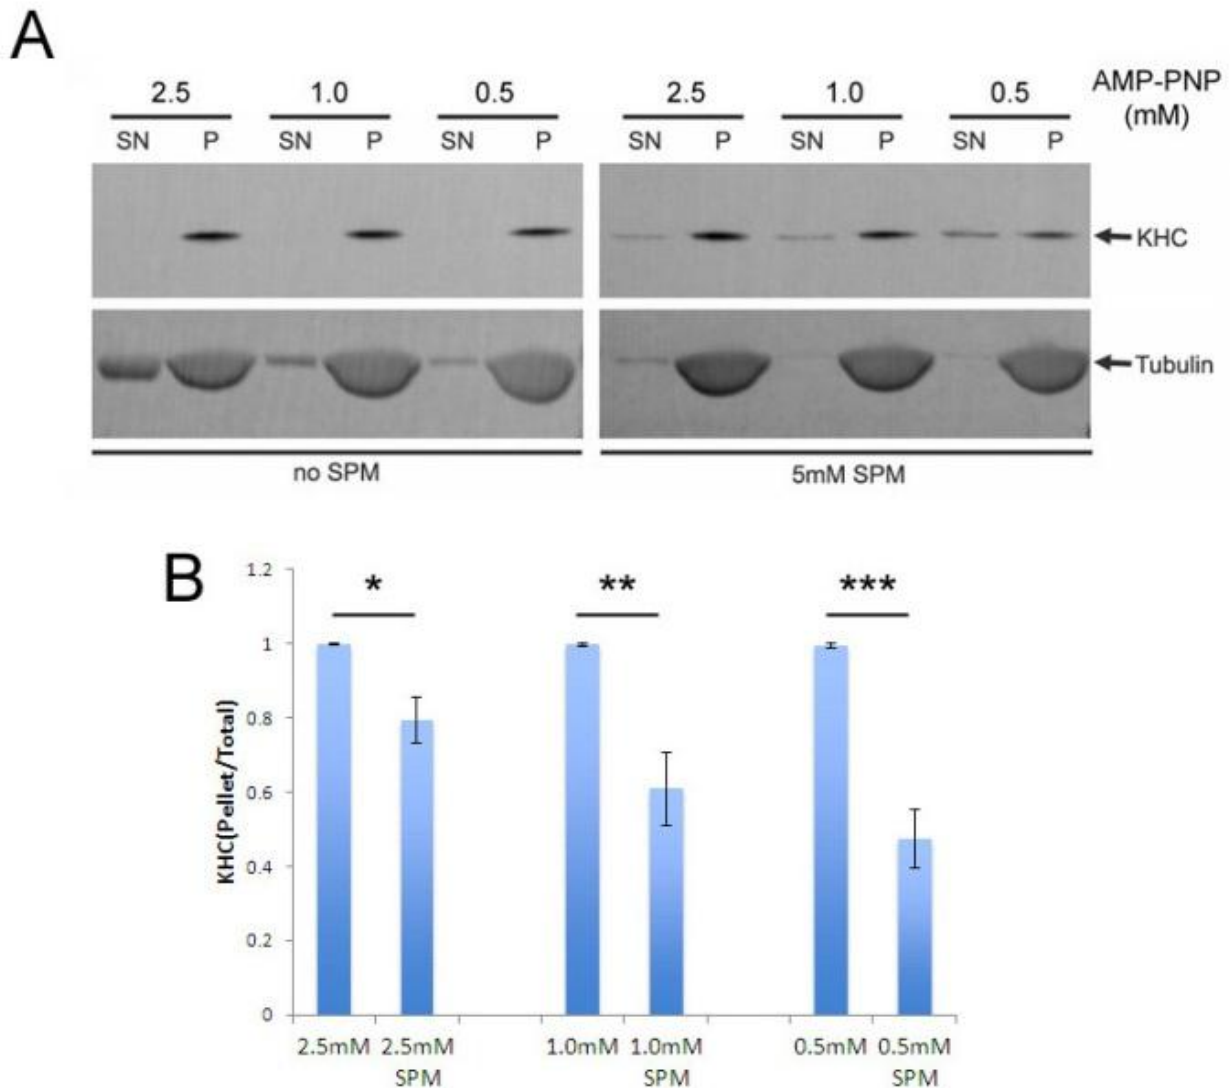 A
2.5 1.0 0.5 2.5 1.0 0.5 AMP-PNP
(mM)
SN P SN P SN P SN P SN P SN P
KHC
Tubulin
no SPM 5mM SPM
B
KHC(Pellet/Total)
1.2
1
0.8
0.6
0.4
0.2
0
* ** ***
2.5mM 2.5mM 1.0mM 1.0mM 0.5mM 0.5mM
SPM SPM SPM